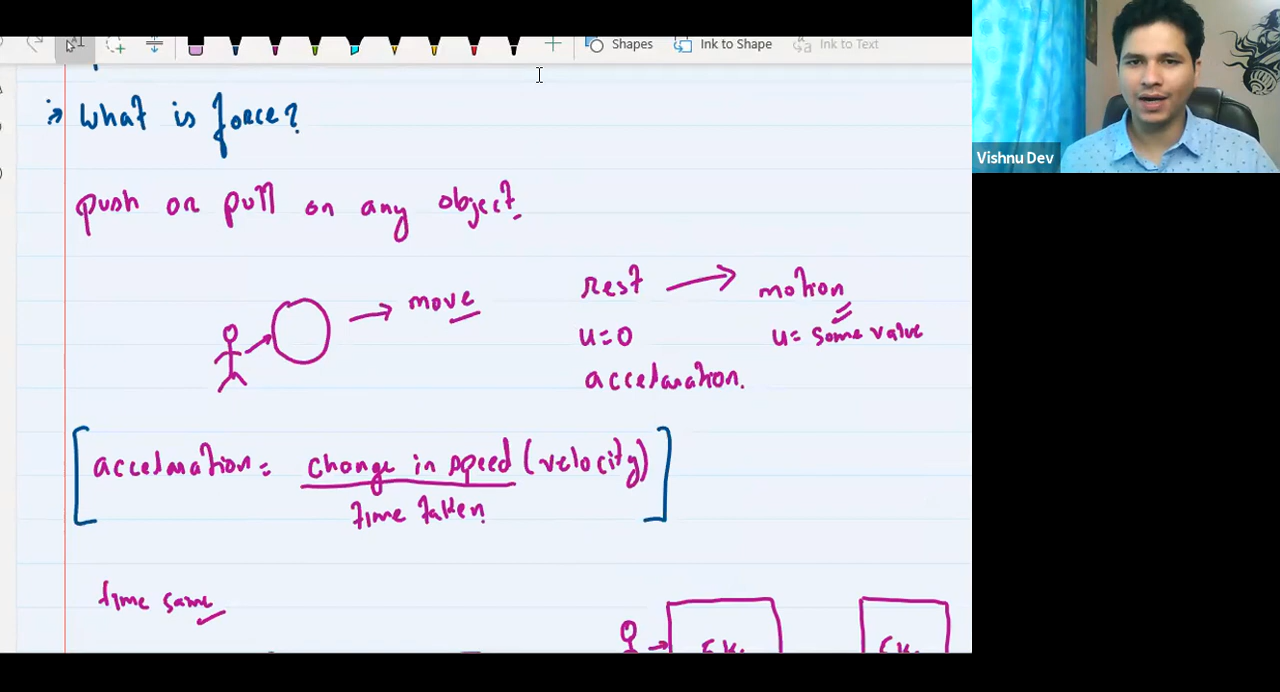 Shapes Ink to Shape Ink to Text
What is force?
Vishnu Dev
push or pull on any object.
move
rest → motion
u=0 u= some value
acceleration.
acceleration = change in speed (velocity)
time taken
time same